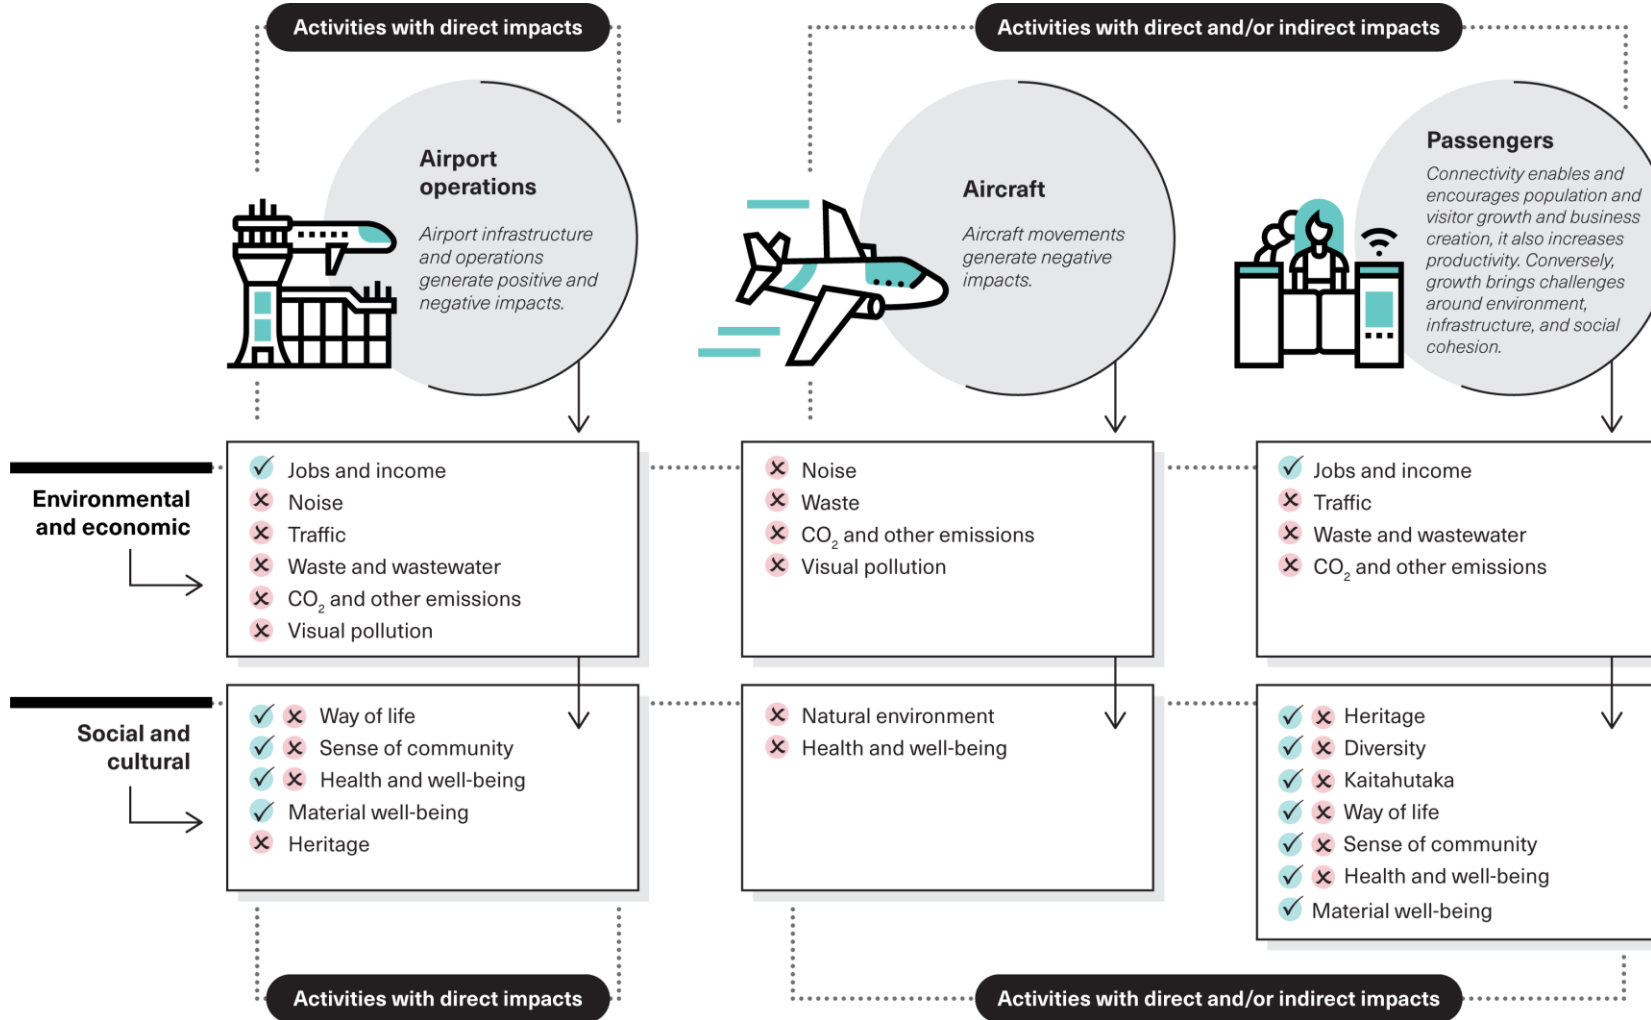 Activities with direct impacts
Activities with direct and/or indirect impacts
Airport
operations
Airport infrastructure
and operations
generate positive and
negative impacts.
Aircraft
Aircraft movements
generate negative
impacts.
Passengers
Connectivity enables and
encourages population and
visitor growth and business
creation, it also increases
productivity. Conversely,
growth brings challenges
around environment,
infrastructure, and social
cohesion.
Environmental
and economic
Jobs and income
Noise
Traffic
Waste and wastewater
CO₂ and other emissions
Visual pollution
Noise
Waste
CO₂ and other emissions
Visual pollution
Jobs and income
Traffic
Waste and wastewater
CO₂ and other emissions
Social and
cultural
Way of life
Sense of community
Health and well-being
Material well-being
Heritage
Natural environment
Health and well-being
Heritage
Diversity
Kaitahutaka
Way of life
Sense of community
Health and well-being
Material well-being
Activities with direct impacts
Activities with direct and/or indirect impacts